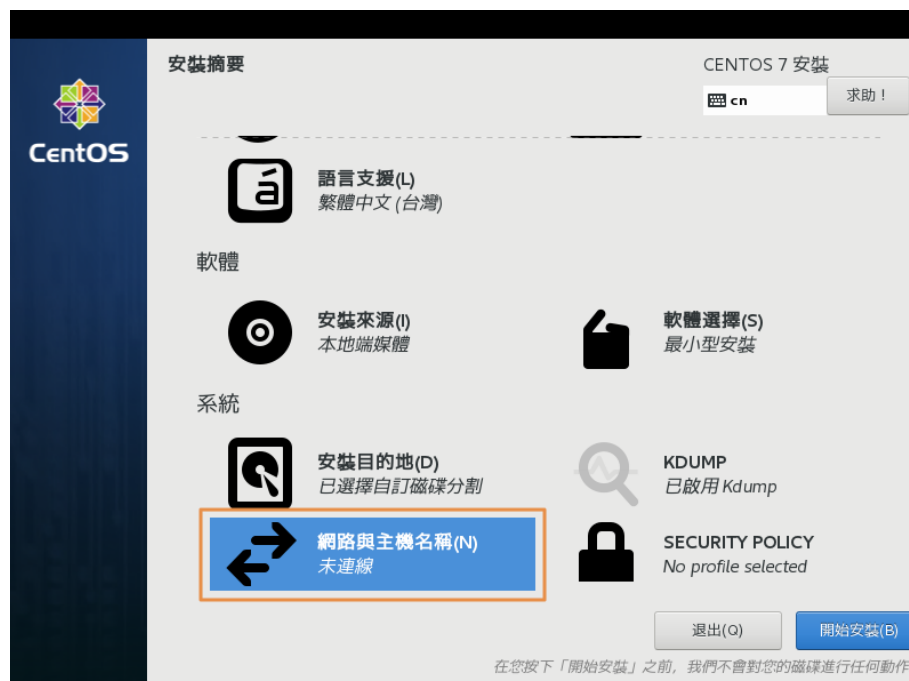 安裝摘要
CENTOS 7 安裝
cn
求助！
CentOS
語言支援(L)
繁體中文 (台灣)
軟體
安裝來源(I)
本地端媒體
軟體選擇(S)
最小型安裝
系統
安裝目的地(D)
已選擇自訂磁碟分割
KDUMP
已啟用 Kdump
網路與主機名稱(N)
未連線
SECURITY POLICY
No profile selected
退出(Q)
開始安裝(B)
在您按下「開始安裝」之前，我們不會對您的磁碟進行任何動作